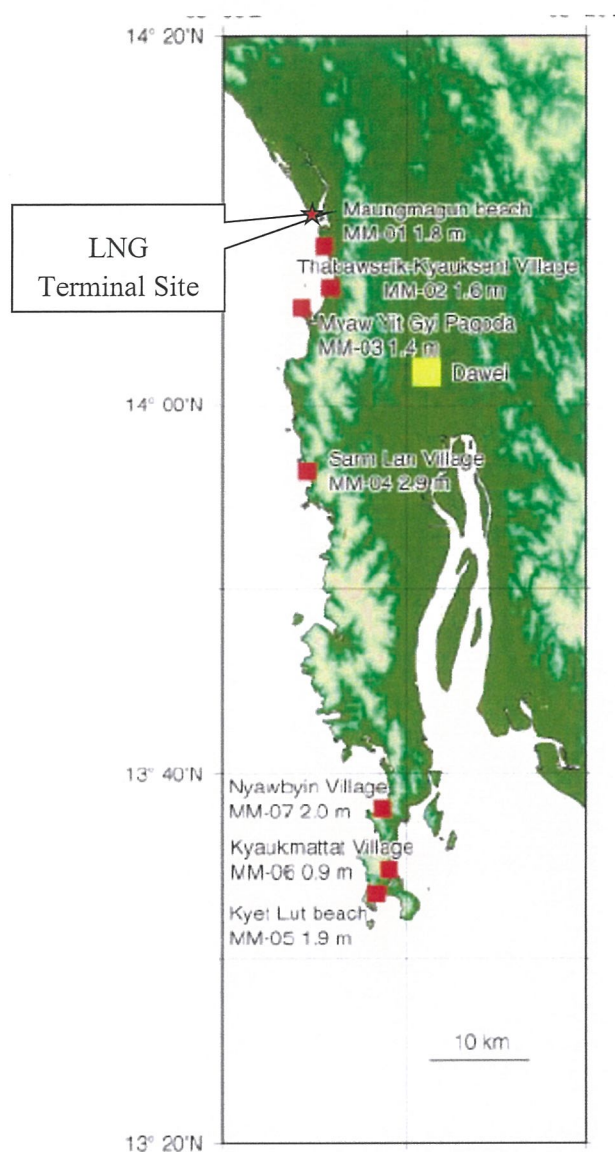 14° 20'N
Maungmagun beach
MM-01 1.8 m
LNG
Terminal Site
Thabawseik-Kyauksent Village
MM-02 1.6 m
Myaw Yit Gyi Pagoda
MM-03 1.4 m
Dawei
14° 00'N
Sann Lan Village
MM-04 2.9 m
13° 40'N
Nyawbyin Village
MM-07 2.0 m
Kyaukmattat Village
MM-06 0.9 m
Kyet Lut beach
MM-05 1.9 m
10 km
13° 20'N